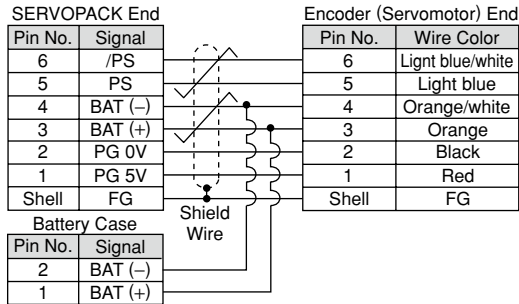 SERVOPACK End Encoder (Servomotor) End
Pin No. Signal Pin No. Wire Color
6 /PS 6 Lignt blue/white
5 PS 5 Light blue
4 BAT (−) 4 Orange/white
3 BAT (+) 3 Orange
2 PG 0V 2 Black
1 PG 5V 1 Red
Shell FG Shell FG
Shield
Wire
Battery Case
Pin No. Signal
2 BAT (−)
1 BAT (+)